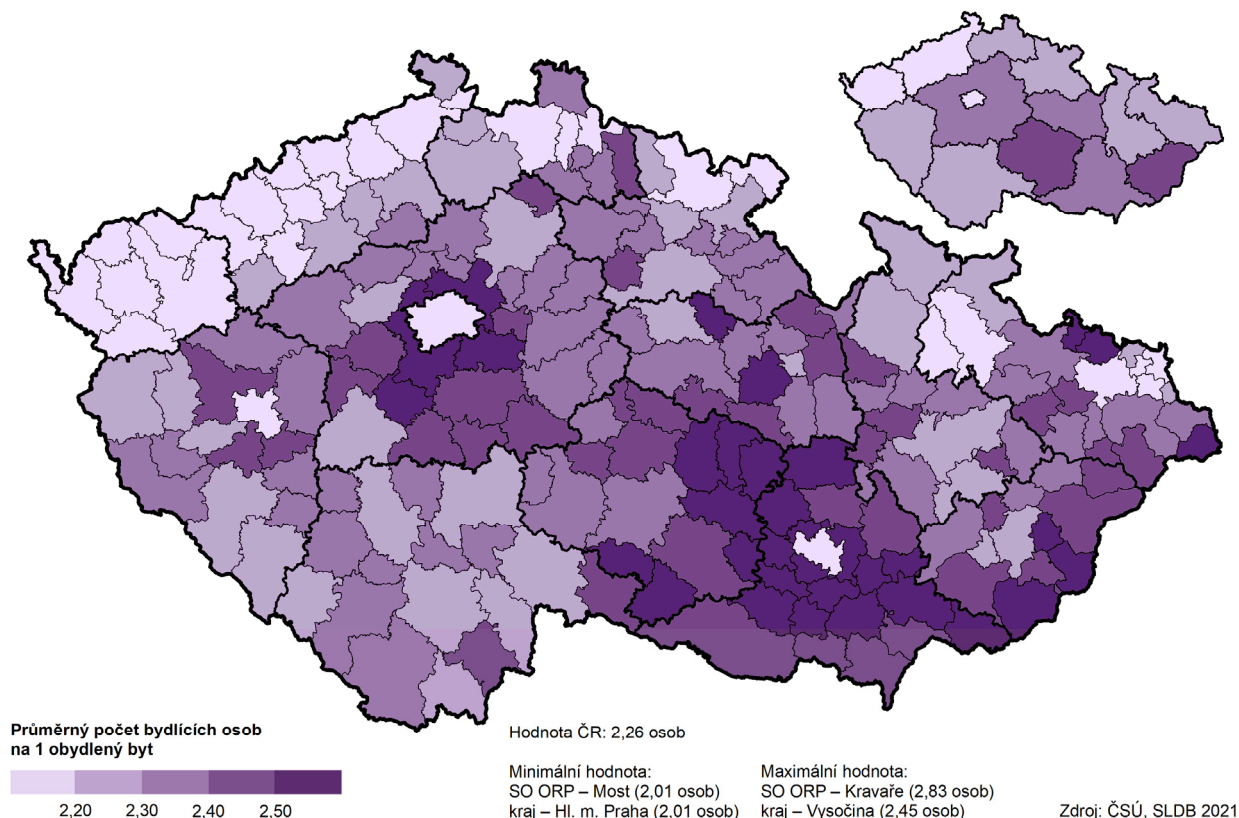 Průměrný počet bydlících osob
na 1 obydlený byt
2,20 2,30 2,40 2,50
Hodnota ČR: 2,26 osob
Minimální hodnota:
SO ORP – Most (2,01 osob)
kraj – Hl. m. Praha (2,01 osob)
Maximální hodnota:
SO ORP – Kravaře (2,83 osob)
kraj – Vysočina (2,45 osob)
Zdroj: ČSÚ, SLDB 2021